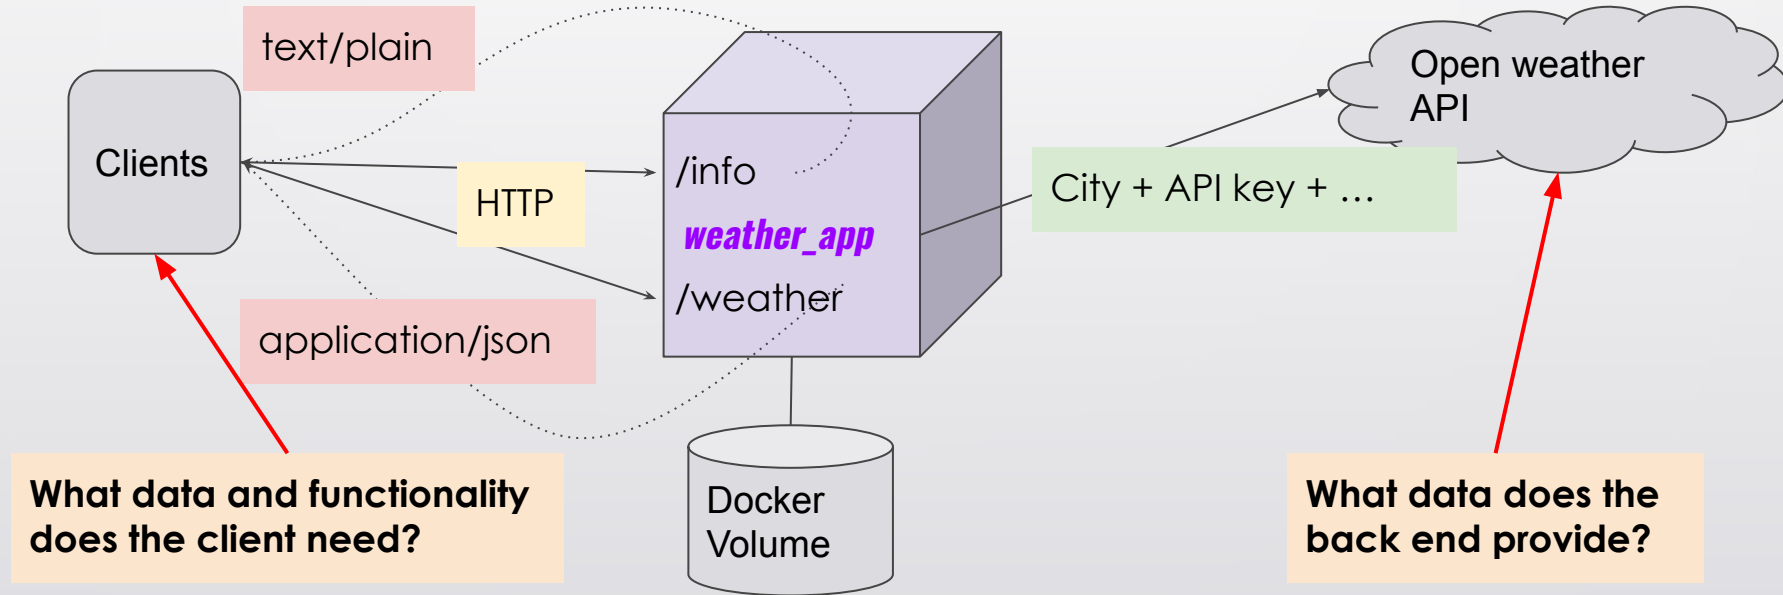 text/plain
Open weather
API
Clients
/info
HTTP
City + API key + …
weather_app
/weather
application/json
What data and functionality
does the client need?
Docker
Volume
What data does the
back end provide?